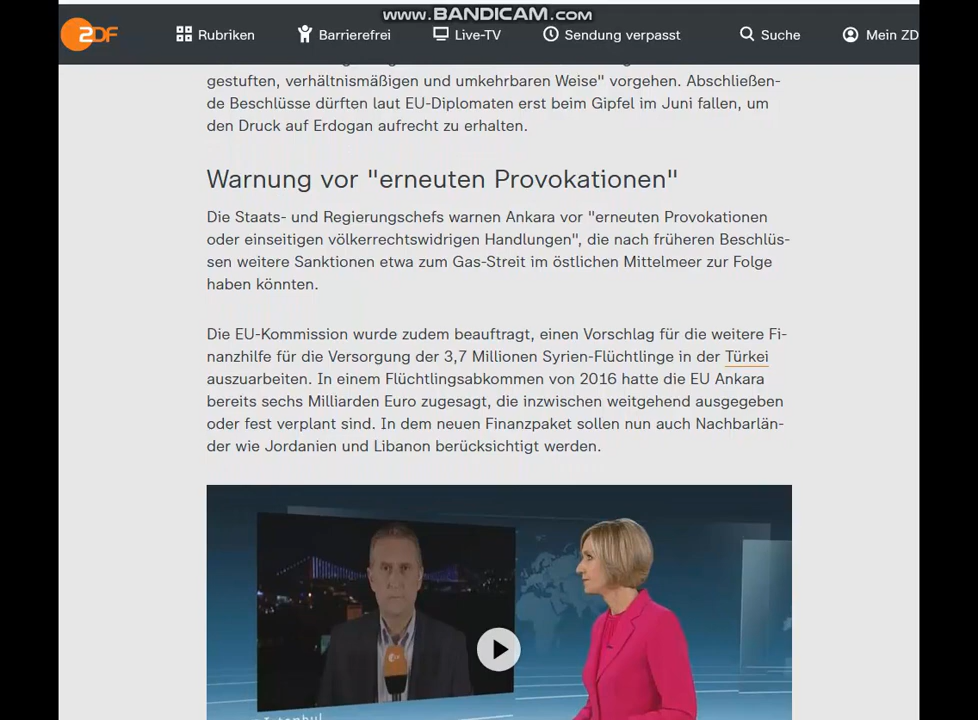 www.BANDICAM.com
ZDF
Rubriken
Barrierefrei
Live-TV
Sendung verpasst
Suche
Mein ZD
gestuften, verhältnismäßigen und umkehrbaren Weise" vorgehen. Abschließen-
de Beschlüsse dürften laut EU-Diplomaten erst beim Gipfel im Juni fallen, um
den Druck auf Erdogan aufrecht zu erhalten.
Warnung vor "erneuten Provokationen"
Die Staats- und Regierungschefs warnen Ankara vor "erneuten Provokationen
oder einseitigen völkerrechtswidrigen Handlungen", die nach früheren Beschlüs-
sen weitere Sanktionen etwa zum Gas-Streit im östlichen Mittelmeer zur Folge
haben könnten.
Die EU-Kommission wurde zudem beauftragt, einen Vorschlag für die weitere Fi-
nanzhilfe für die Versorgung der 3,7 Millionen Syrien-Flüchtlinge in der Türkei
auszuarbeiten. In einem Flüchtlingsabkommen von 2016 hatte die EU Ankara
bereits sechs Milliarden Euro zugesagt, die inzwischen weitgehend ausgegeben
oder fest verplant sind. In dem neuen Finanzpaket sollen nun auch Nachbarlän-
der wie Jordanien und Libanon berücksichtigt werden.
Istanbul